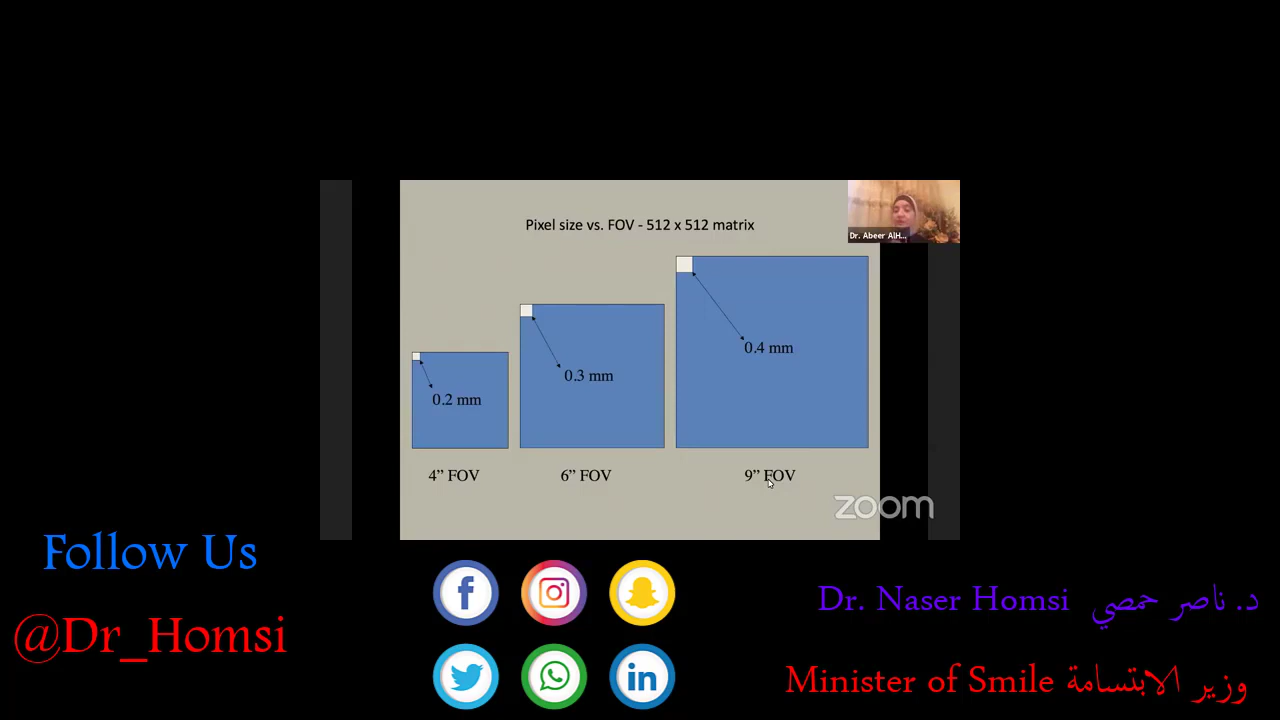 Pixel size vs. FOV - 512 x 512 matrix
Dr. Abeer AlH...
0.4 mm
0.3 mm
0.2 mm
4” FOV
6” FOV
9” FOV
zoom
Follow Us
@Dr_Homsi
Dr. Naser Homsi د. ناصر حمصي
Minister of Smile وزير الابتسامة